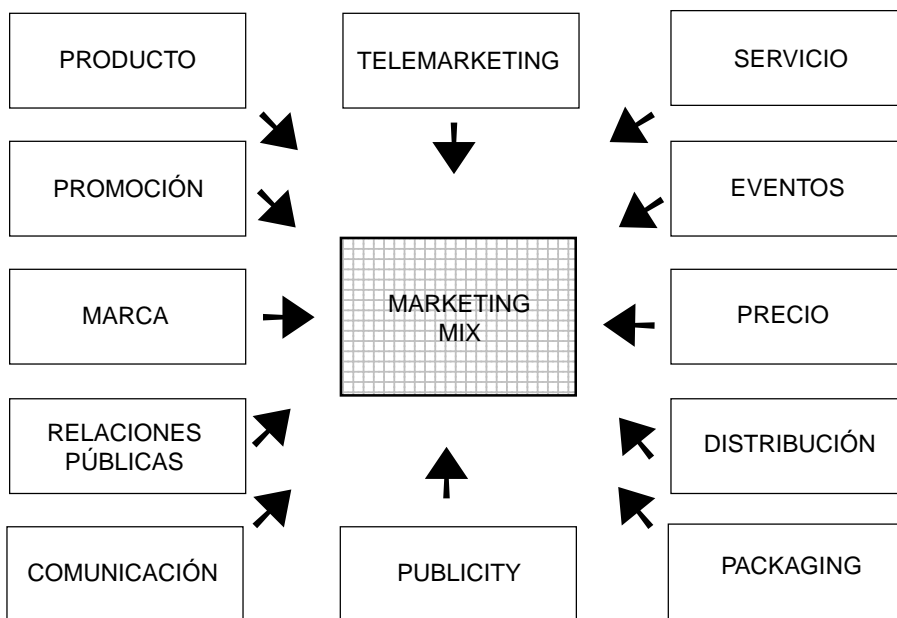 PRODUCTO
TELEMARKETING
SERVICIO
PROMOCIÓN
EVENTOS
MARCA
MARKETING
MIX
PRECIO
RELACIONES
PÚBLICAS
DISTRIBUCIÓN
COMUNICACIÓN
PUBLICITY
PACKAGING